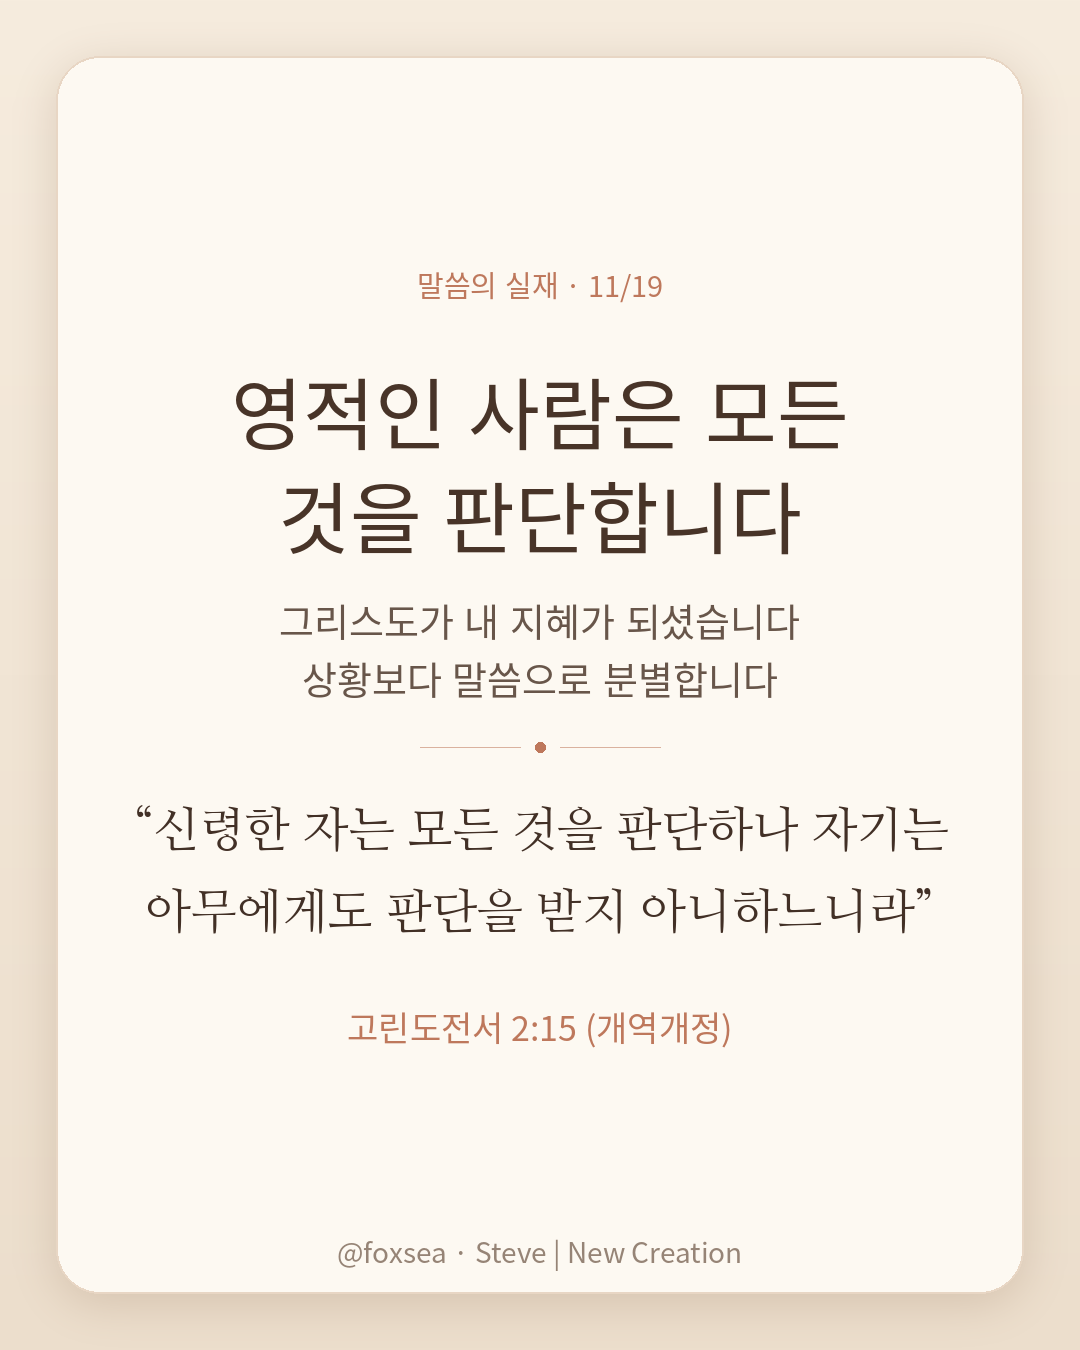 말씀의 실재 · 11/19
영적인 사람은 모든
것을 판단합니다
그리스도가 내 지혜가 되셨습니다
상황보다 말씀으로 분별합니다
“신령한 자는 모든 것을 판단하나 자기는
아무에게도 판단을 받지 아니하느니라”
고린도전서 2:15 (개역개정)
@foxsea · Steve | New Creation